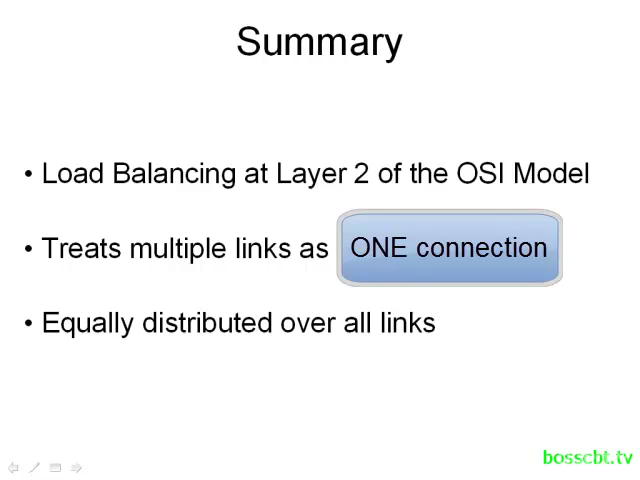 Summary
• Load Balancing at Layer 2 of the OSI Model
• Treats multiple links as ONE connection
• Equally distributed over all links
bosscbt.tv